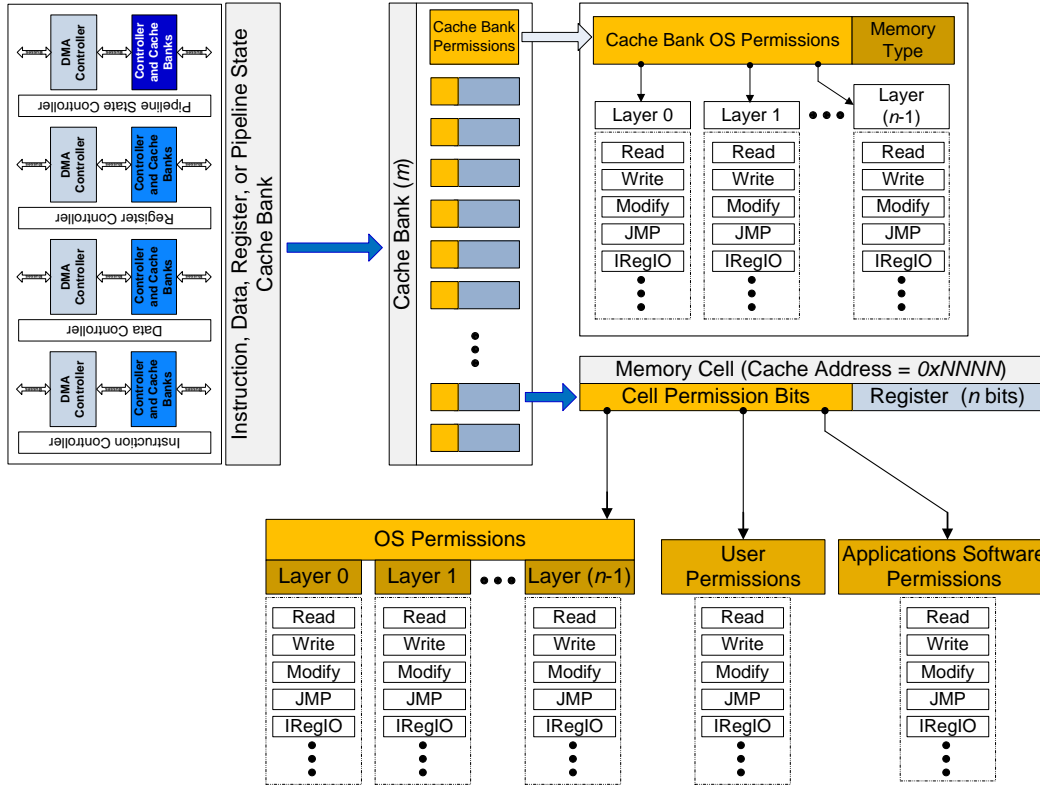 DMA
Controller
Controller
and Cache
Banks
Pipeline State Controller
DMA
Controller
Controller
and Cache
Banks
Register Controller
DMA
Controller
Controller
and Cache
Banks
Data Controller
DMA
Controller
Controller
and Cache
Banks
Instruction Controller
Instruction, Data, Register, or Pipeline State
Cache Bank
Cache Bank (m)
Cache Bank
Permissions
Cache Bank OS Permissions
Memory
Type
Layer 0
Layer 1
Layer
(n-1)
Read
Write
Modify
JMP
IRegIO
Read
Write
Modify
JMP
IRegIO
Read
Write
Modify
JMP
IRegIO
Memory Cell (Cache Address = 0xNNNN)
Cell Permission Bits
Register (n bits)
OS Permissions
Layer 0
Layer 1
Layer (n-1)
Read
Write
Modify
JMP
IRegIO
Read
Write
Modify
JMP
IRegIO
Read
Write
Modify
JMP
IRegIO
User
Permissions
Read
Write
Modify
JMP
IRegIO
Applications Software
Permissions
Read
Write
Modify
JMP
IRegIO